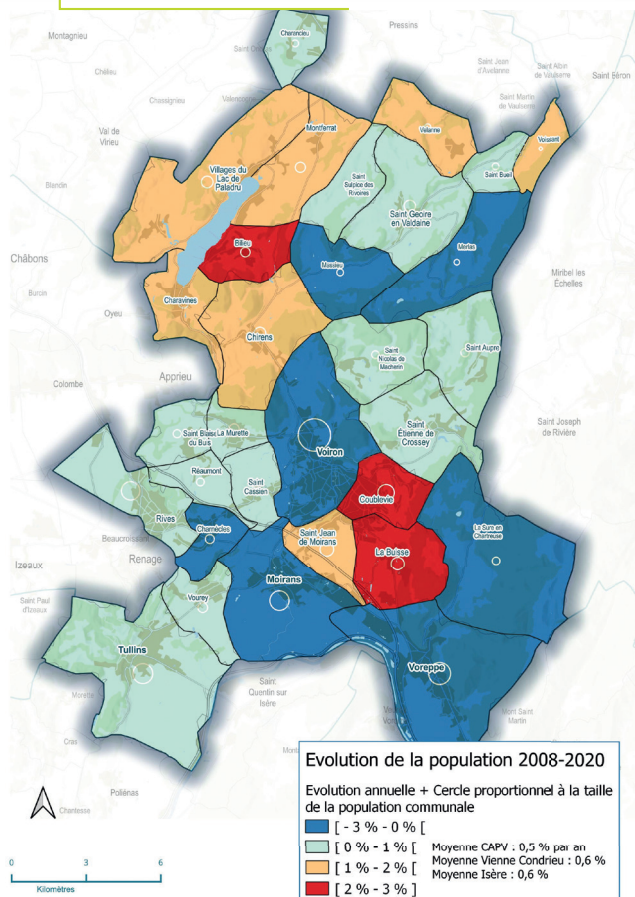 Charancieu
Pressins
Montagrieu
Saint Jean
d'Avelanne
Saint Albin
de Vaulserre
Chélieu
Saint Béron
Chassignieu
Saint Martin
de Vaulserre
Montferrat
Velanne
Val de
Virieu
Voissant
Villages du
Lac de
Paladru
Saint
Sulpice des
Rivoires
Saint Bueil
Blandin
Saint Geoire
en Valdaine
Bilieu
Merlas
Châbons
Massieu
Miribel les
Échelles
Burcin
Charavines
Oyeu
Chirens
Saint
Nicolas de
Macherin
Saint Aupre
Apprieu
Colombe
Saint
Étienne de
Crossey
Saint Joseph
de Rivière
Saint Blaise
du Buis
La Murette
Voiron
Réaumont
Saint
Cassien
Coublevie
Rives
Charnècles
Saint Jean
de Moirans
La Sure en
Chartreuse
Beaucroissant
La Buisse
Renage
Izeaux
Moirans
Saint Paul
d'Izeaux
Vourey
Tullins
Voreppe
Morette
Saint
Quentin sur
Isère
Mont Saint
Martin
Cras
Poliénas
Chantesse
Evolution de la population 2008-2020
Evolution annuelle + Cercle proportionnel à la taille
de la population communale
[ - 3 % - 0 % [
[ 0 % - 1 % [
Moyenne CAPV : 0,5 % par an
Moyenne Vienne Condrieu : 0,6 %
[ 1 % - 2 % [
Moyenne Isère : 0,6 %
[ 2 % - 3 % ]
0 3 6
Kilomètres